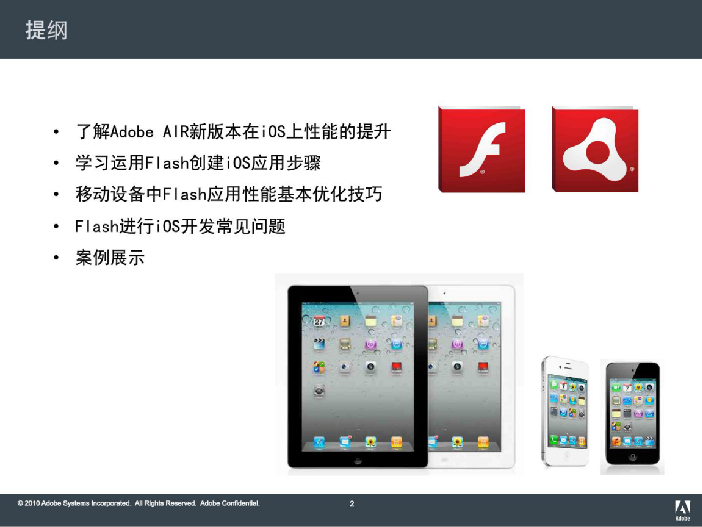 提纲
• 了解Adobe AIR新版本在iOS上性能的提升
• 学习运用Flash创建iOS应用步骤
• 移动设备中Flash应用性能基本优化技巧
• Flash进行iOS开发常见问题
• 案例展示
© 2010 Adobe Systems Incorporated. All Rights Reserved. Adobe Confidential.
2
Adobe